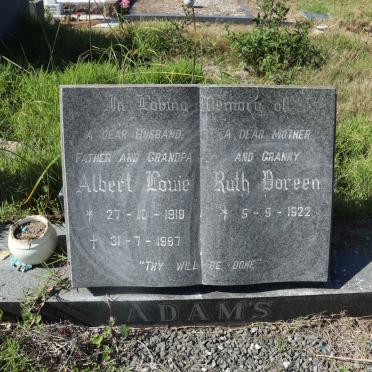 In Loving Memory of
A DEAR HUSBAND,
FATHER AND GRANDPA
Albert Louie
* 27-10-1918
† 31-7-1987
A DEAR MOTHER
AND GRANNY
Ruth Doreen
* 5-9-1922
"THY WILL BE DONE"
ADAMS